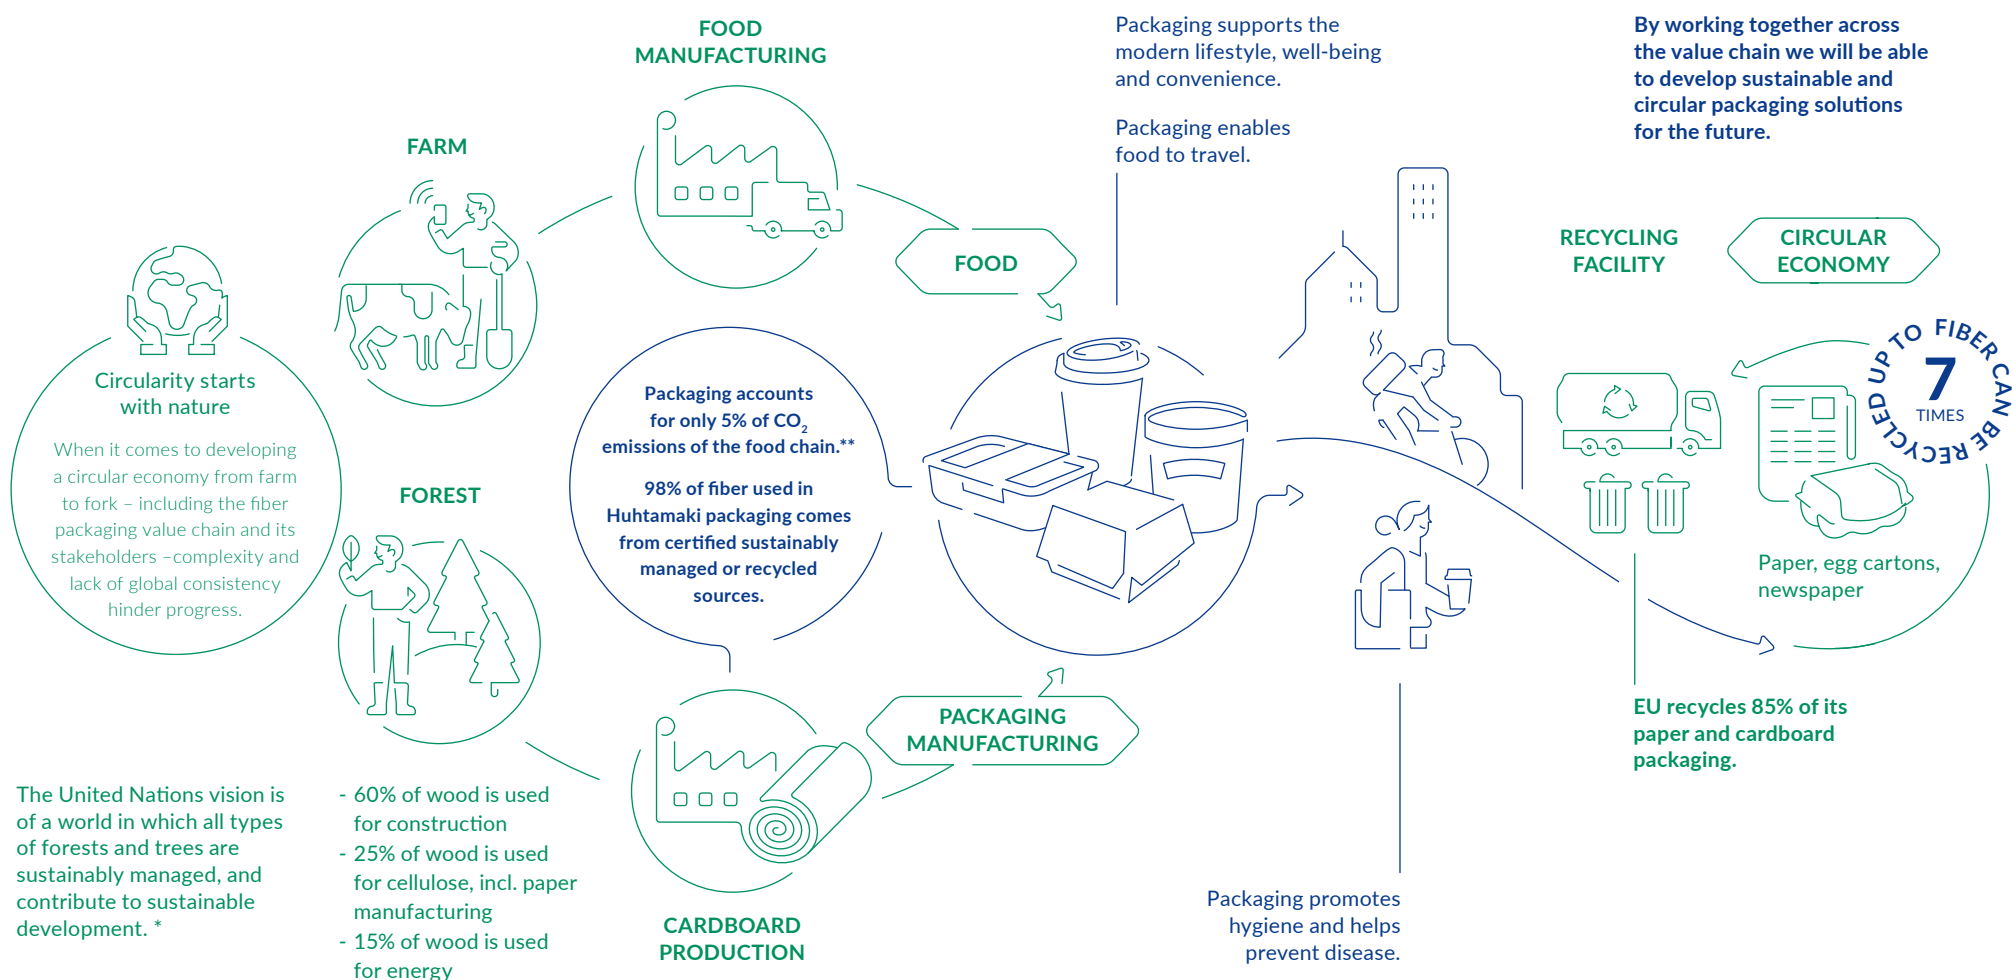 FOOD
MANUFACTURING
Packaging supports the
modern lifestyle, well-being
and convenience.
Packaging enables
food to travel.
By working together across
the value chain we will be able
to develop sustainable and
circular packaging solutions
for the future.
FARM
FOOD
RECYCLING
FACILITY
CIRCULAR
ECONOMY
Circularity starts
with nature
When it comes to developing
a circular economy from farm
to fork – including the fiber
packaging value chain and its
stakeholders –complexity and
lack of global consistency
hinder progress.
Packaging accounts
for only 5% of CO2
emissions of the food chain.**
98% of fiber used in
Huhtamaki packaging comes
from certified sustainably
managed or recycled
sources.
FIBER CAN BE RECYCLED UP TO
7
TIMES
FOREST
Paper, egg cartons,
newspaper
PACKAGING
MANUFACTURING
EU recycles 85% of its
paper and cardboard
packaging.
The United Nations vision is
of a world in which all types
of forests and trees are
sustainably managed, and
contribute to sustainable
development. *
- 60% of wood is used
for construction
- 25% of wood is used
for cellulose, incl. paper
manufacturing
- 15% of wood is used
for energy
CARDBOARD
PRODUCTION
Packaging promotes
hygiene and helps
prevent disease.